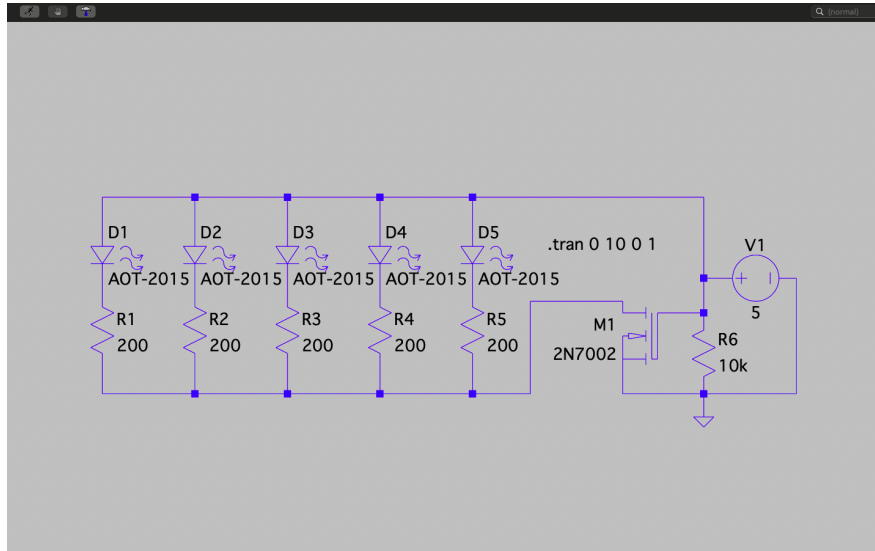 (normal)
D1
D2
D3
D4
D5
.tran 0 10 0 1
V1
AOT-2015
AOT-2015
AOT-2015
AOT-2015
AOT-2015
+
5
R1
R2
R3
R4
R5
M1
R6
200
200
200
200
200
2N7002
10k